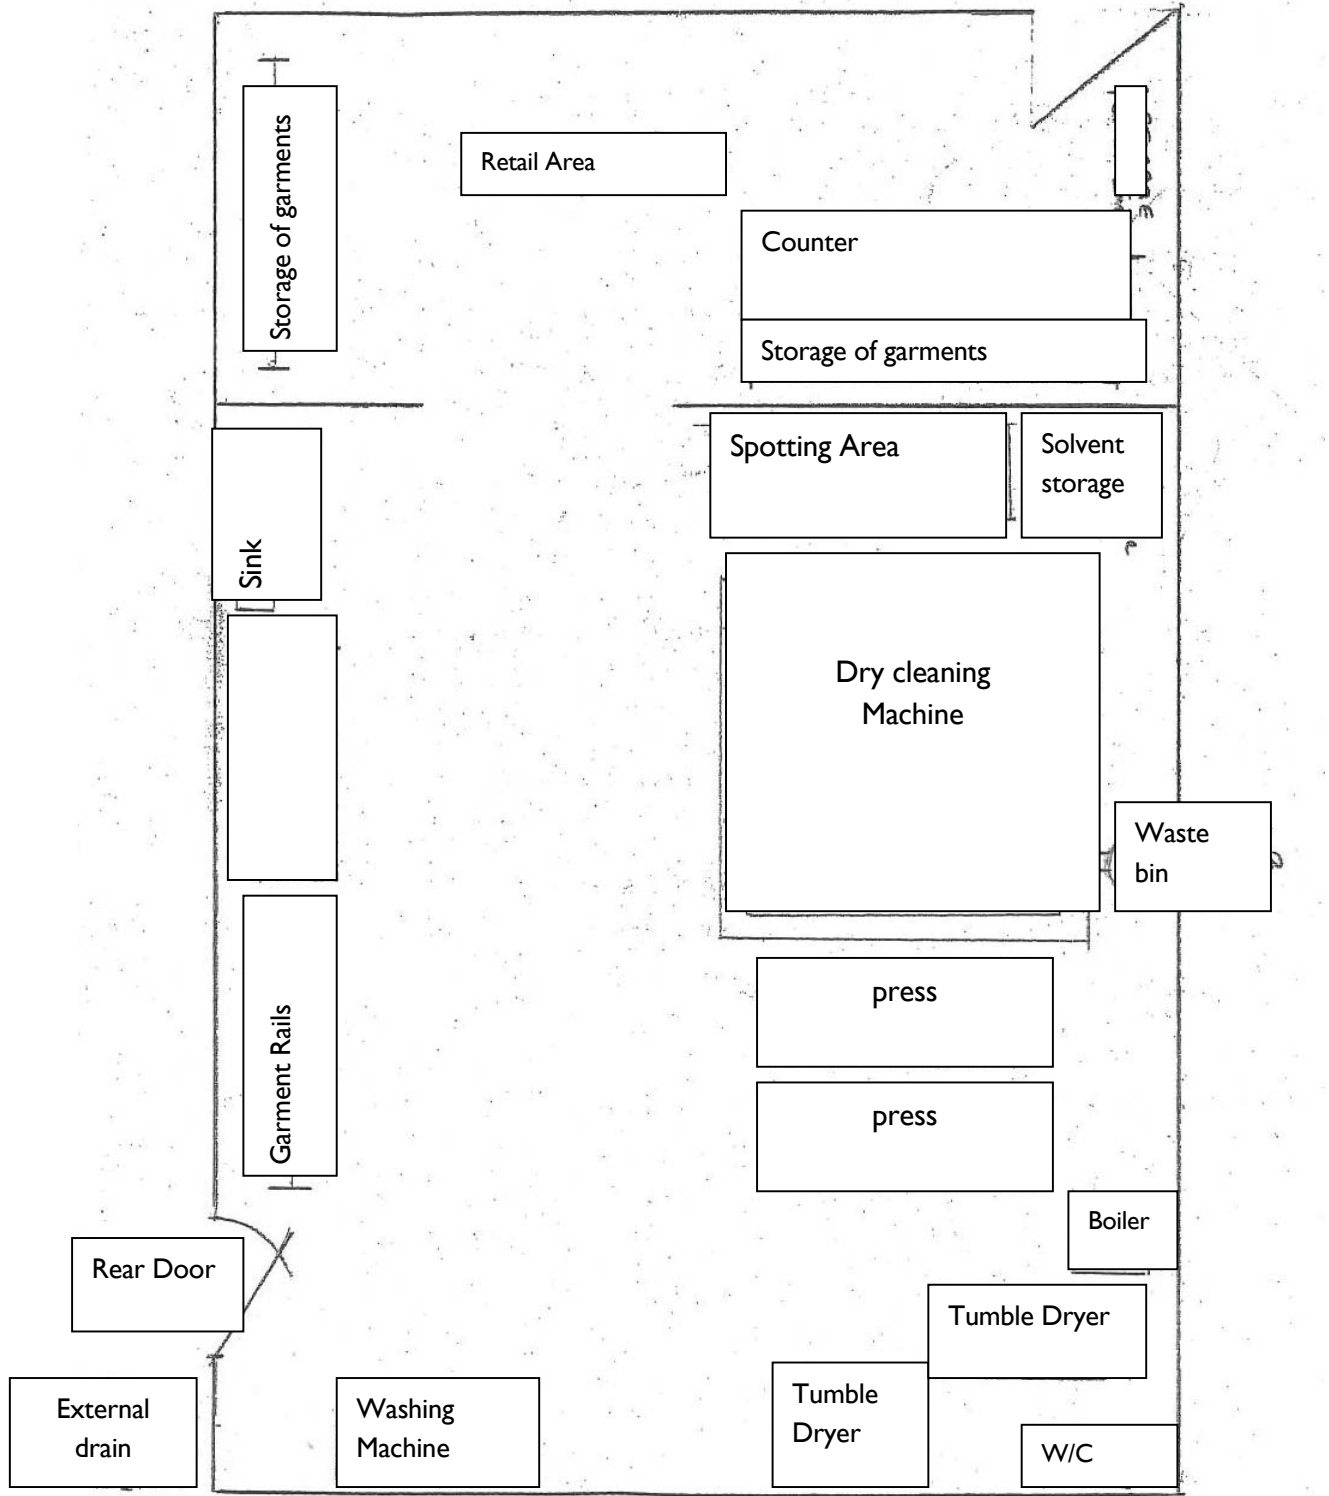 Storage of garments
Retail Area
Counter
Storage of garments
Spotting Area
Solvent
storage
Sink
Dry cleaning
Machine
Waste
bin
Garment Rails
press
press
Boiler
Rear Door
Tumble Dryer
External
drain
Washing
Machine
Tumble
Dryer
W/C